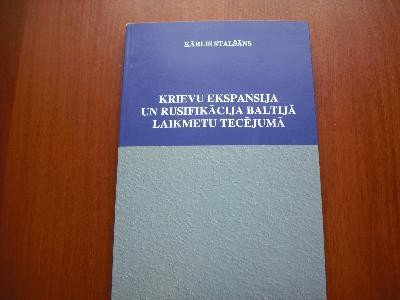 KĀRLIS STALŠĀNS
KRIEVU EKSPANSIJA
UN RUSIFIKĀCIJA BALTIJĀ
LAIKMETU TECĒJUMĀ